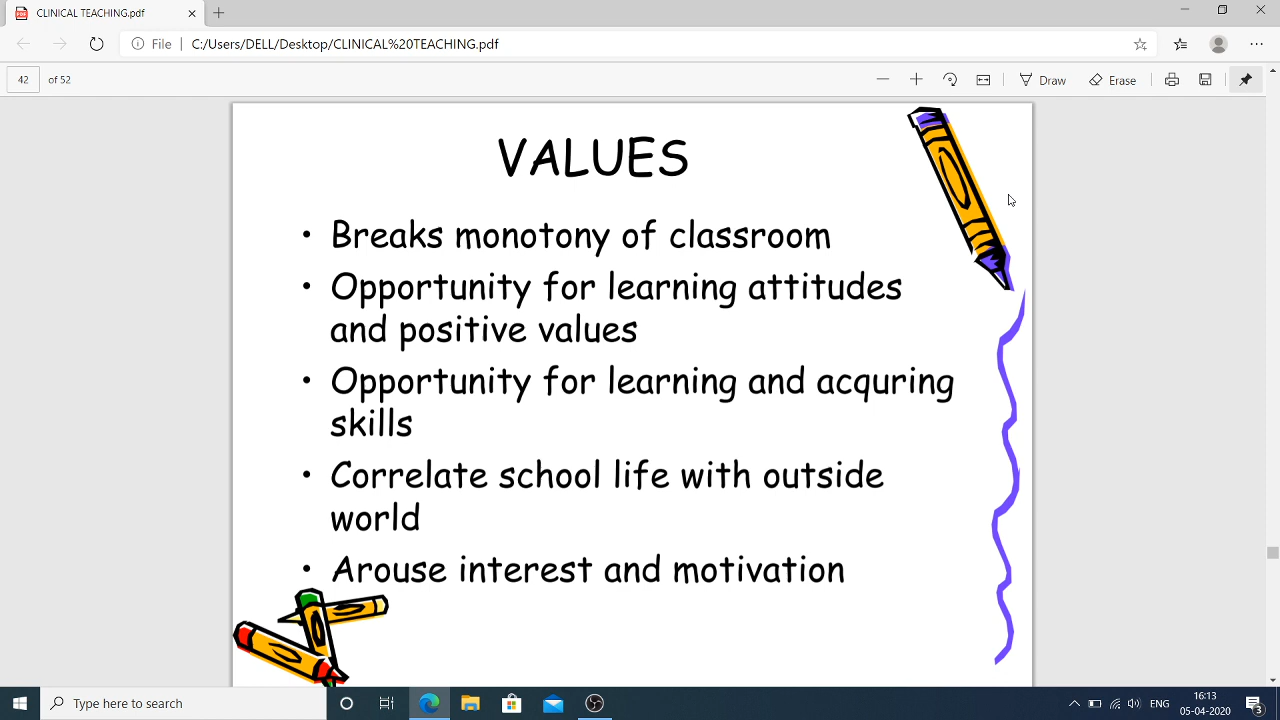 CLINICAL TEACHING.pdf
File
C:/Users/DELL/Desktop/CLINICAL%20TEACHING.pdf
42 of 52
Draw
Erase
VALUES
• Breaks monotony of classroom
• Opportunity for learning attitudes
and positive values
• Opportunity for learning and acquring
skills
• Correlate school life with outside
world
• Arouse interest and motivation
Type here to search
ENG
16:13
05-04-2020
3